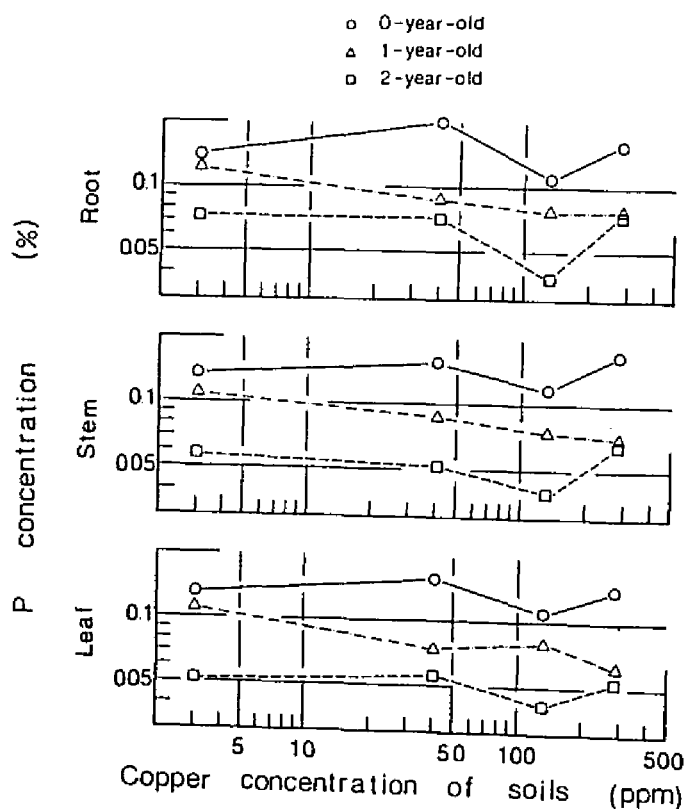 0-year-old
1-year-old
2-year-old
Root
0.1
005
Stem
0.1
005
Leaf
0.1
005
P concentration (%)
5 10 50 100 500
Copper concentration of soils (ppm)